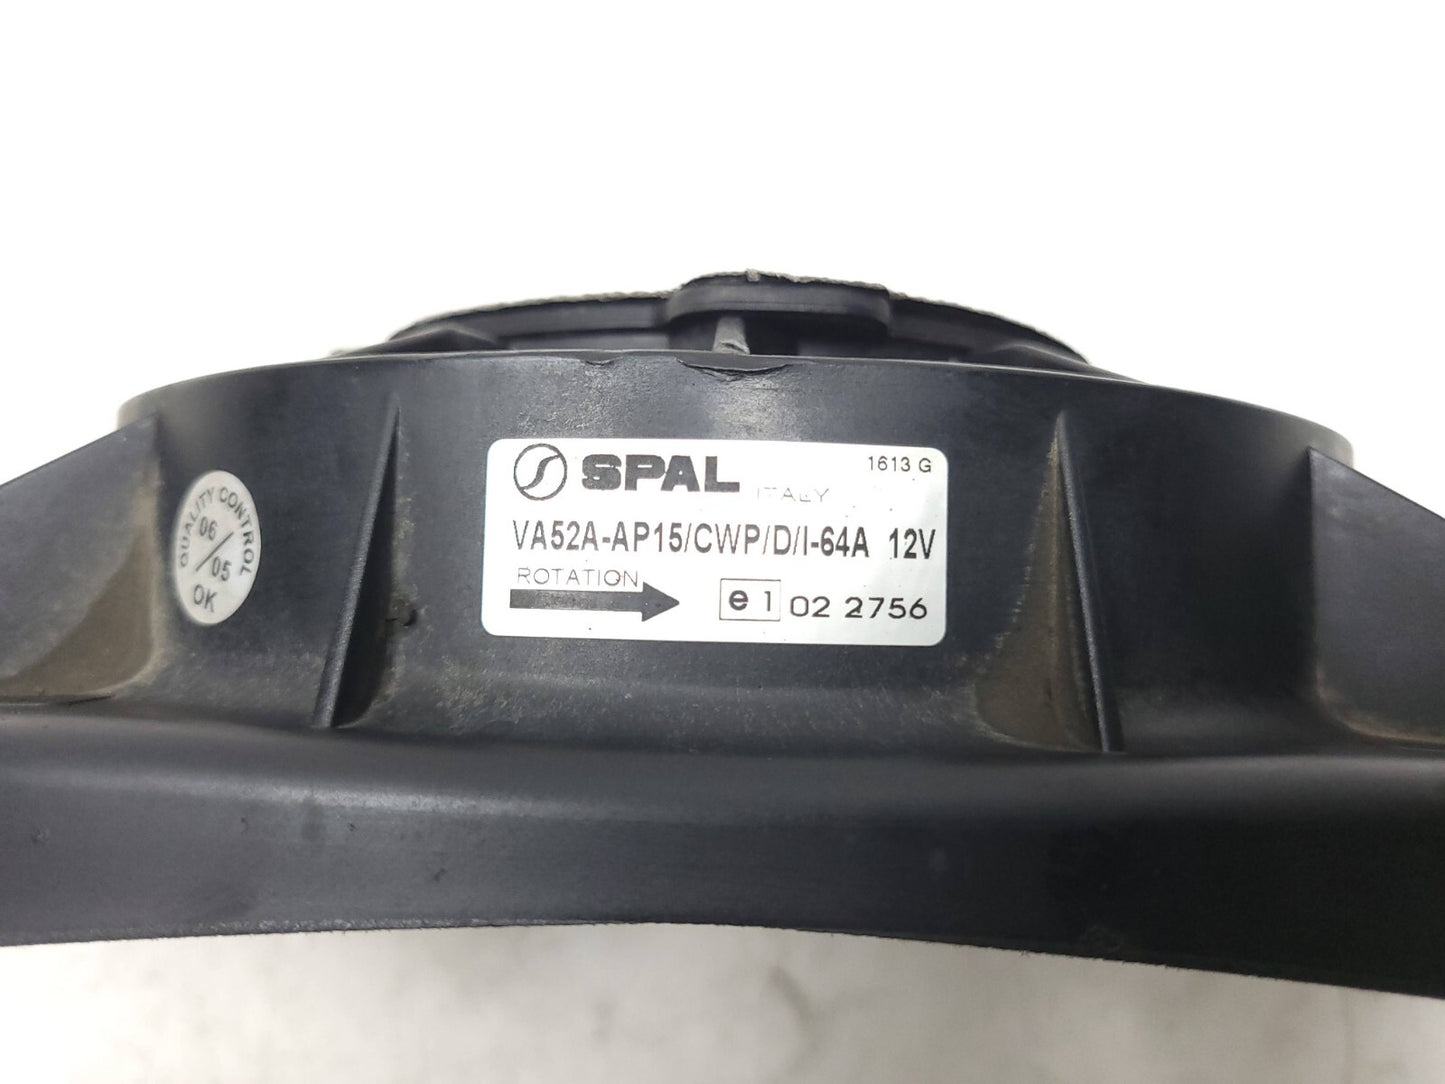 SPAL ITALY 1613 G
VA52A-AP15/CWP/D/I-64A 12V
ROTATION
e 1 02 2756
QUALITY CONTROL
06/05
OK